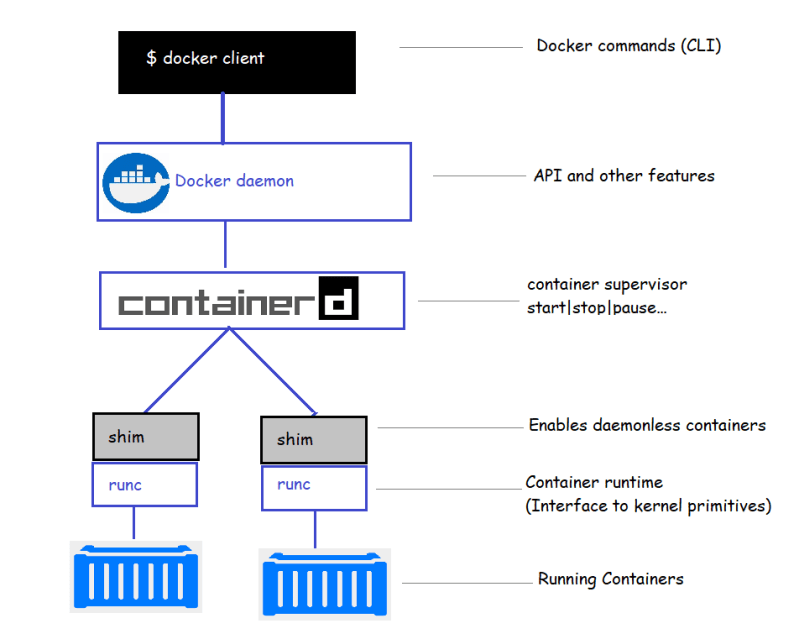 $ docker client
Docker commands (CLI)
Docker daemon
API and other features
containerd
container supervisor
start|stop|pause...
shim
shim
Enables daemonless containers
runc
runc
Container runtime
(Interface to kernel primitives)
Running Containers